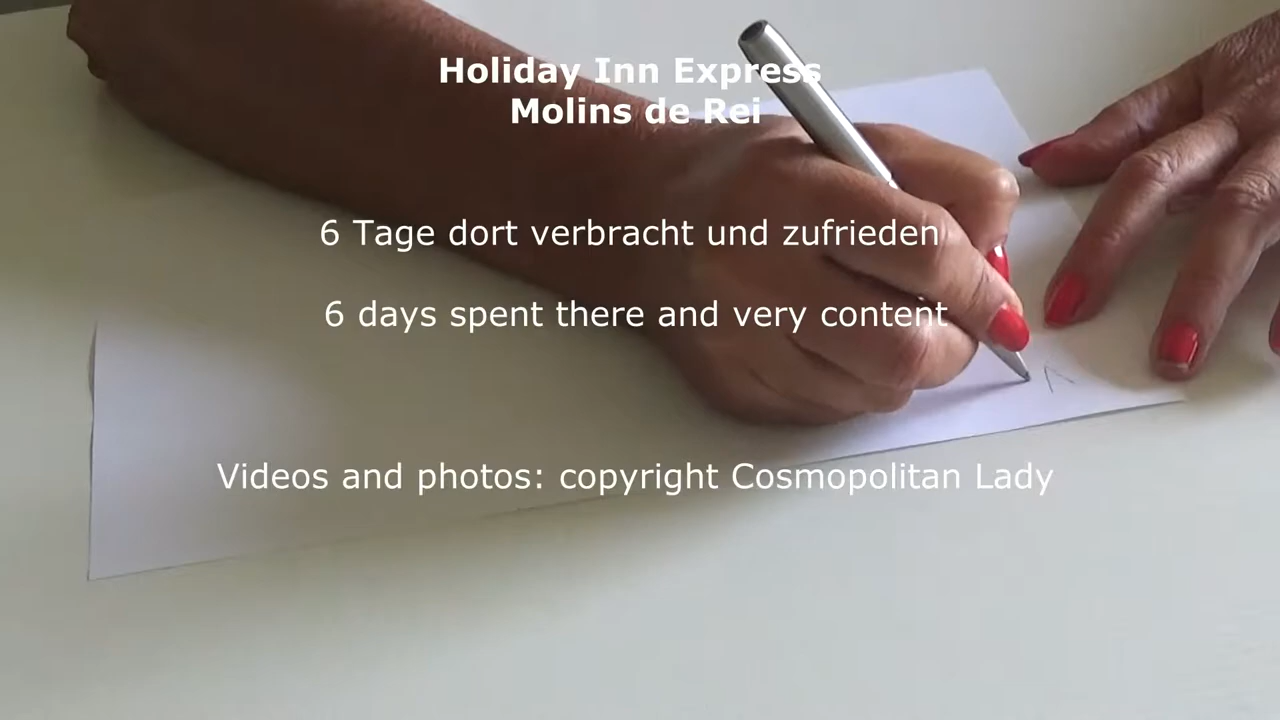 Holiday Inn Express
Molins de Rei
6 Tage dort verbracht und zufrieden
6 days spent there and very content
Videos and photos: copyright Cosmopolitan Lady